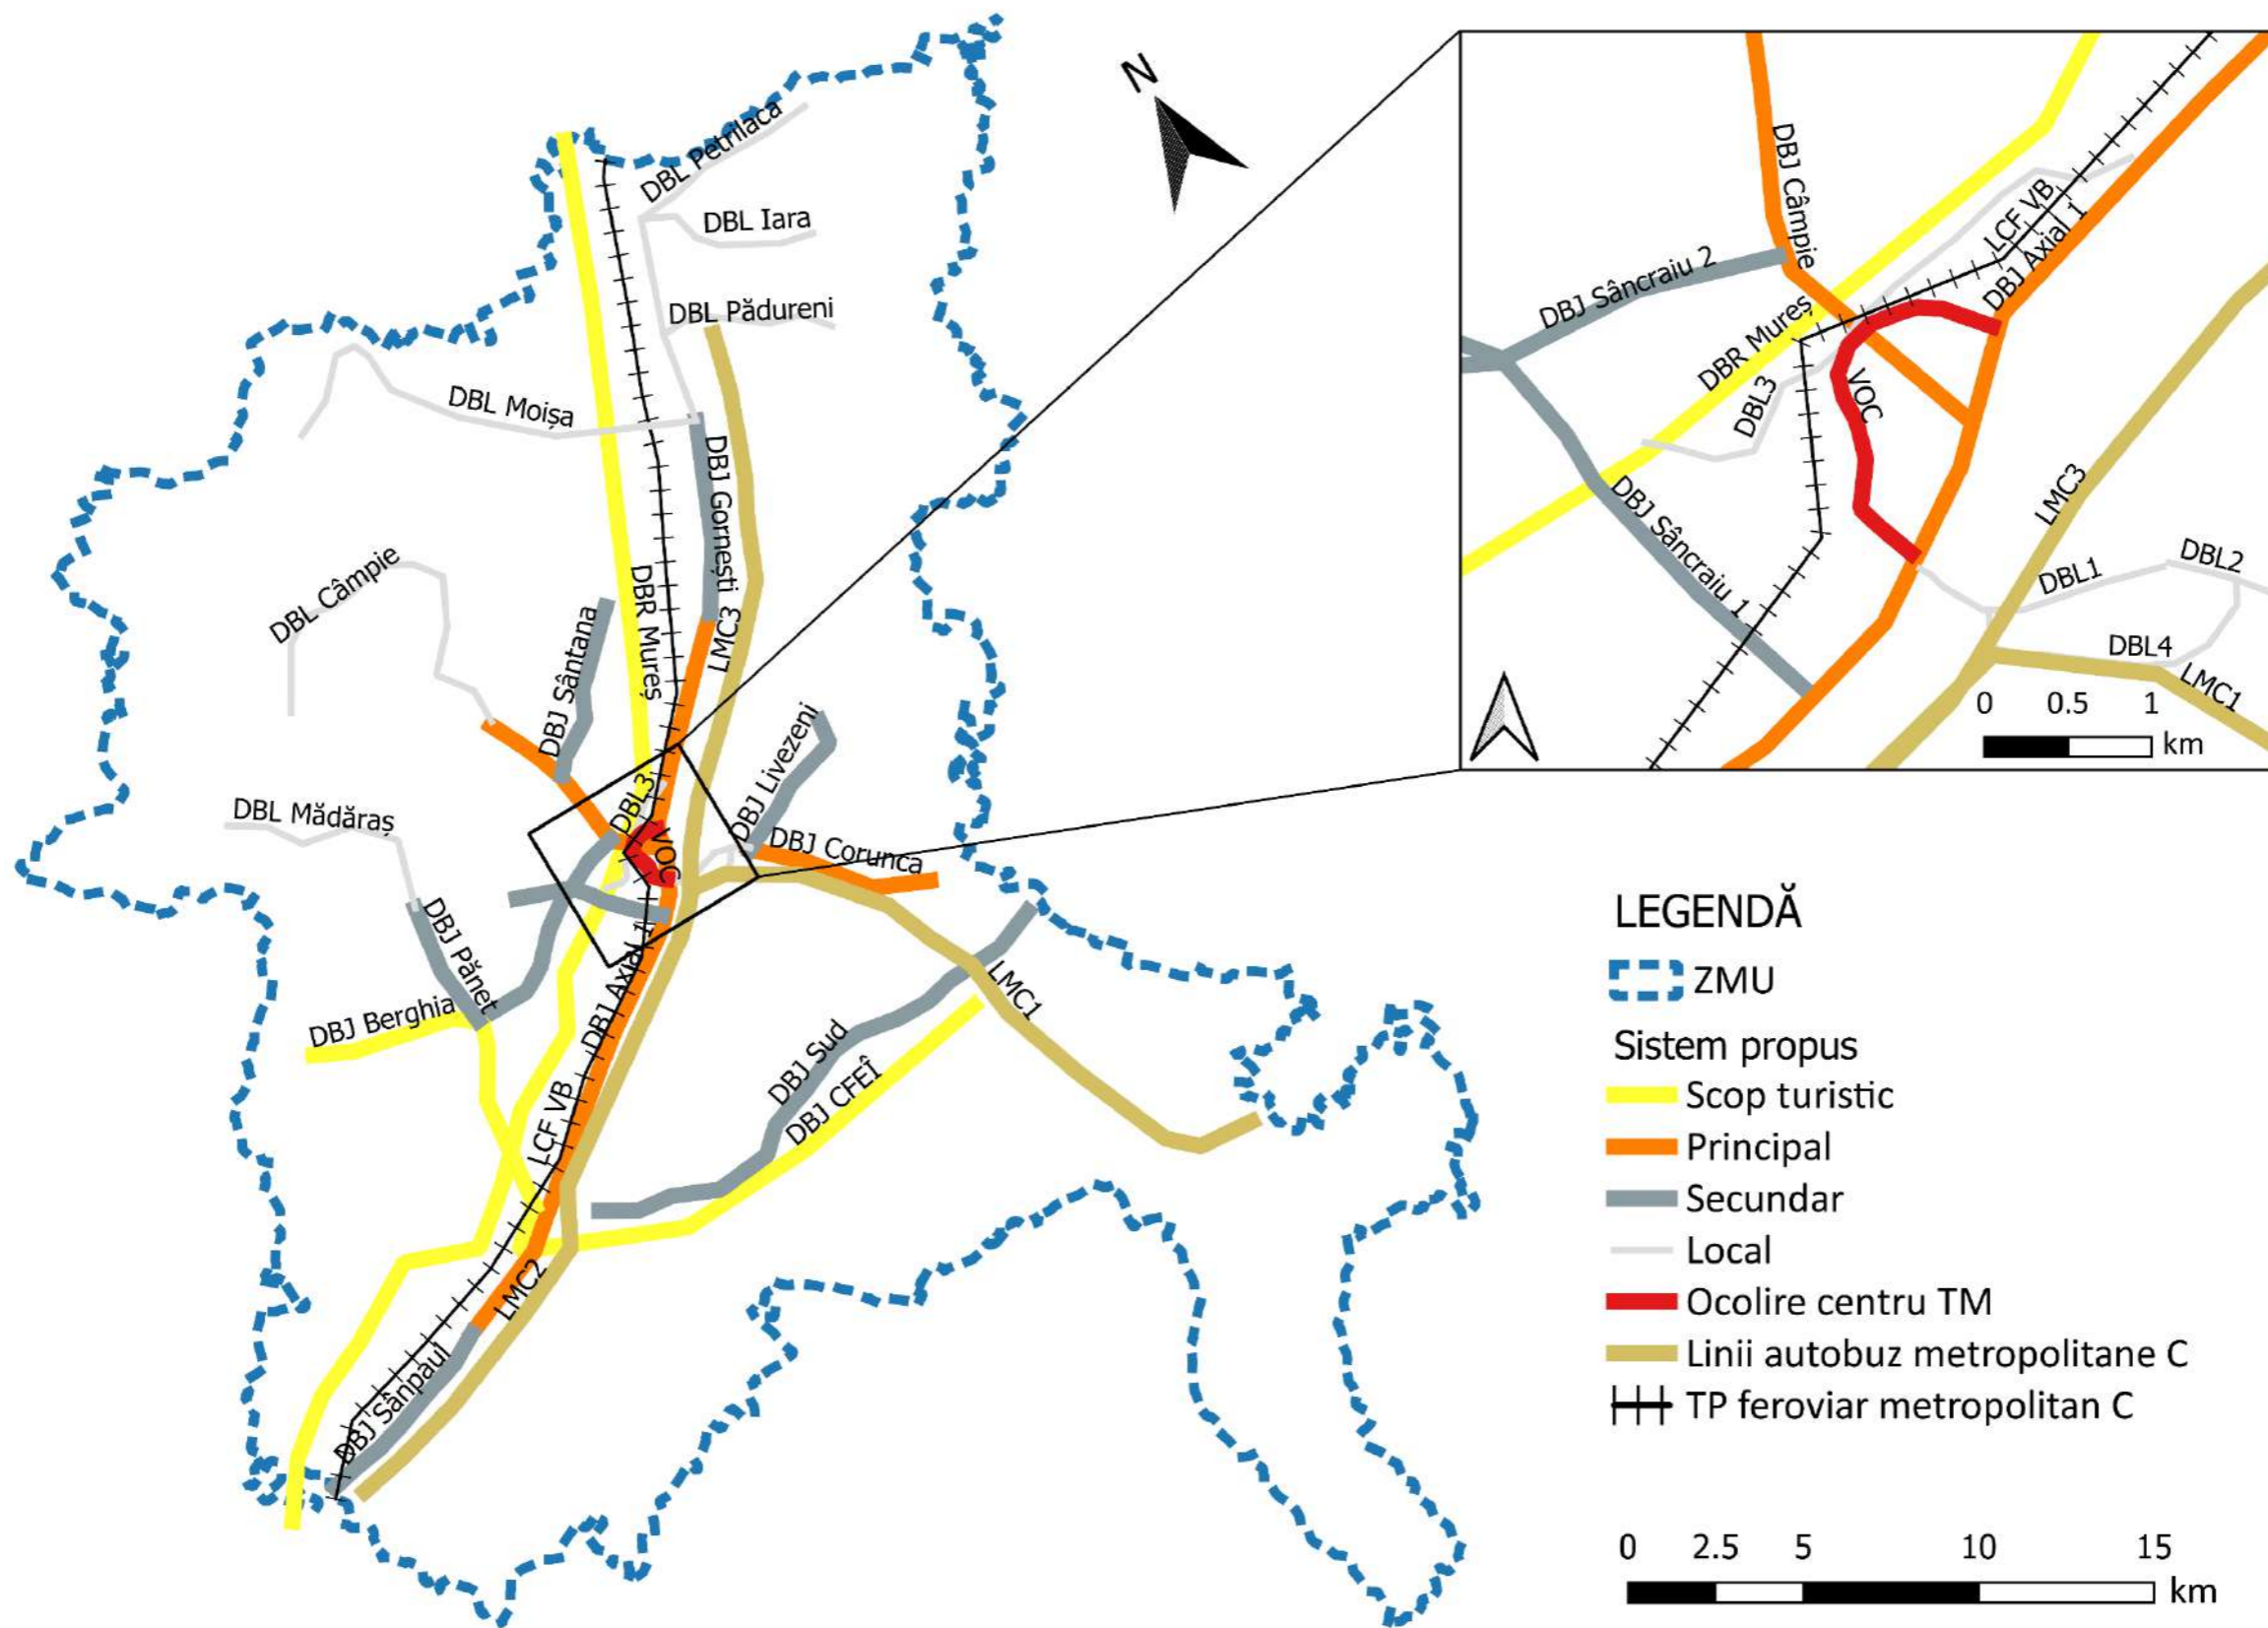 N
DBL Petrilaca
DBL Iara
DBL Pădureni
DBL Moișa
DBJ Gornești
DBR Mureș
LMC3
DBL Câmpie
DBJ Sântana
DBJ Livezeni
DBL3
VOC
DBL Mădăraș
DBJ Corunca
DBJ Pănet
DBJ Berghia
DBJ Axial 1
LMC1
DBJ Sud
DBJ CFEÎ
LCF VB
LMC2
DBJ Sânpaul
DBJ Câmpie
DBJ Sâncraiu 2
LCF VB
DBJ Axial 1
DBR Mureș
DBL3
VOC
DBJ Sâncraiu 1
LMC3
DBL1
DBL2
DBL4
LMC1
0 0.5 1
km
LEGENDĂ
ZMU
Sistem propus
Scop turistic
Principal
Secundar
Local
Ocolire centru TM
Linii autobuz metropolitane C
TP feroviar metropolitan C
0 2.5 5 10 15
km